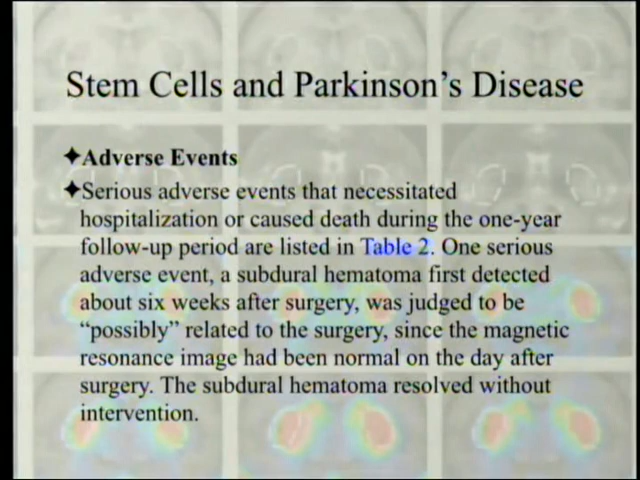 Stem Cells and Parkinson's Disease
Adverse Events
Serious adverse events that necessitated
hospitalization or caused death during the one-year
follow-up period are listed in Table 2. One serious
adverse event, a subdural hematoma first detected
about six weeks after surgery, was judged to be
“possibly” related to the surgery, since the magnetic
resonance image had been normal on the day after
surgery. The subdural hematoma resolved without
intervention.